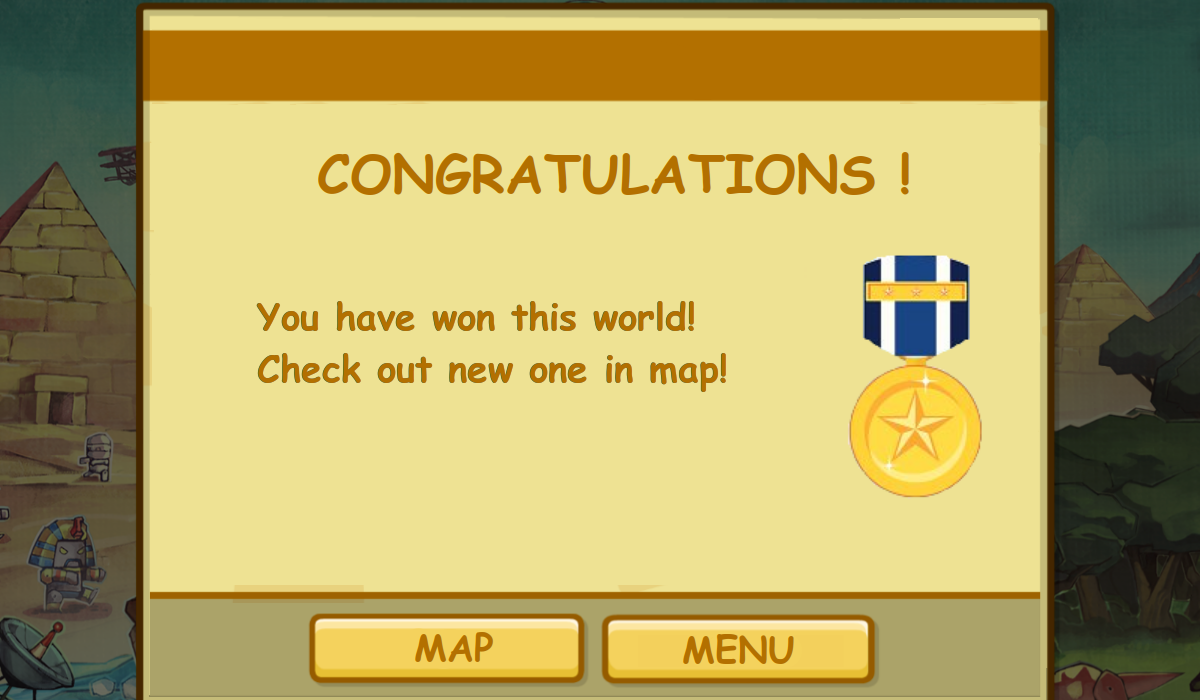 CONGRATULATIONS !
You have won this world!
Check out new one in map!
MAP
MENU